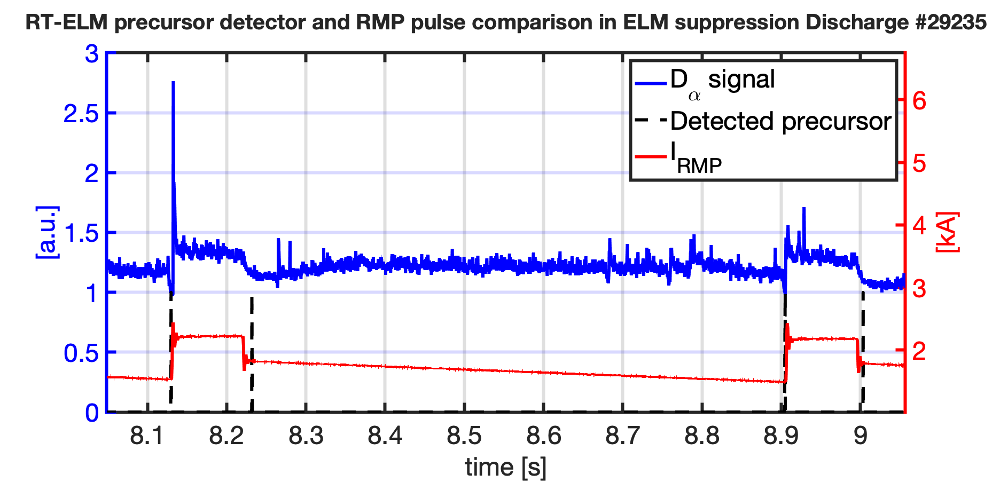 RT-ELM precursor detector and RMP pulse comparison in ELM suppression Discharge #29235
3
2.5
2
1.5
1
0.5
0
[a.u.]
Dα signal
Detected precursor
IRMP
6
5
4
3
2
[kA]
8.1 8.2 8.3 8.4 8.5 8.6 8.7 8.8 8.9 9
time [s]